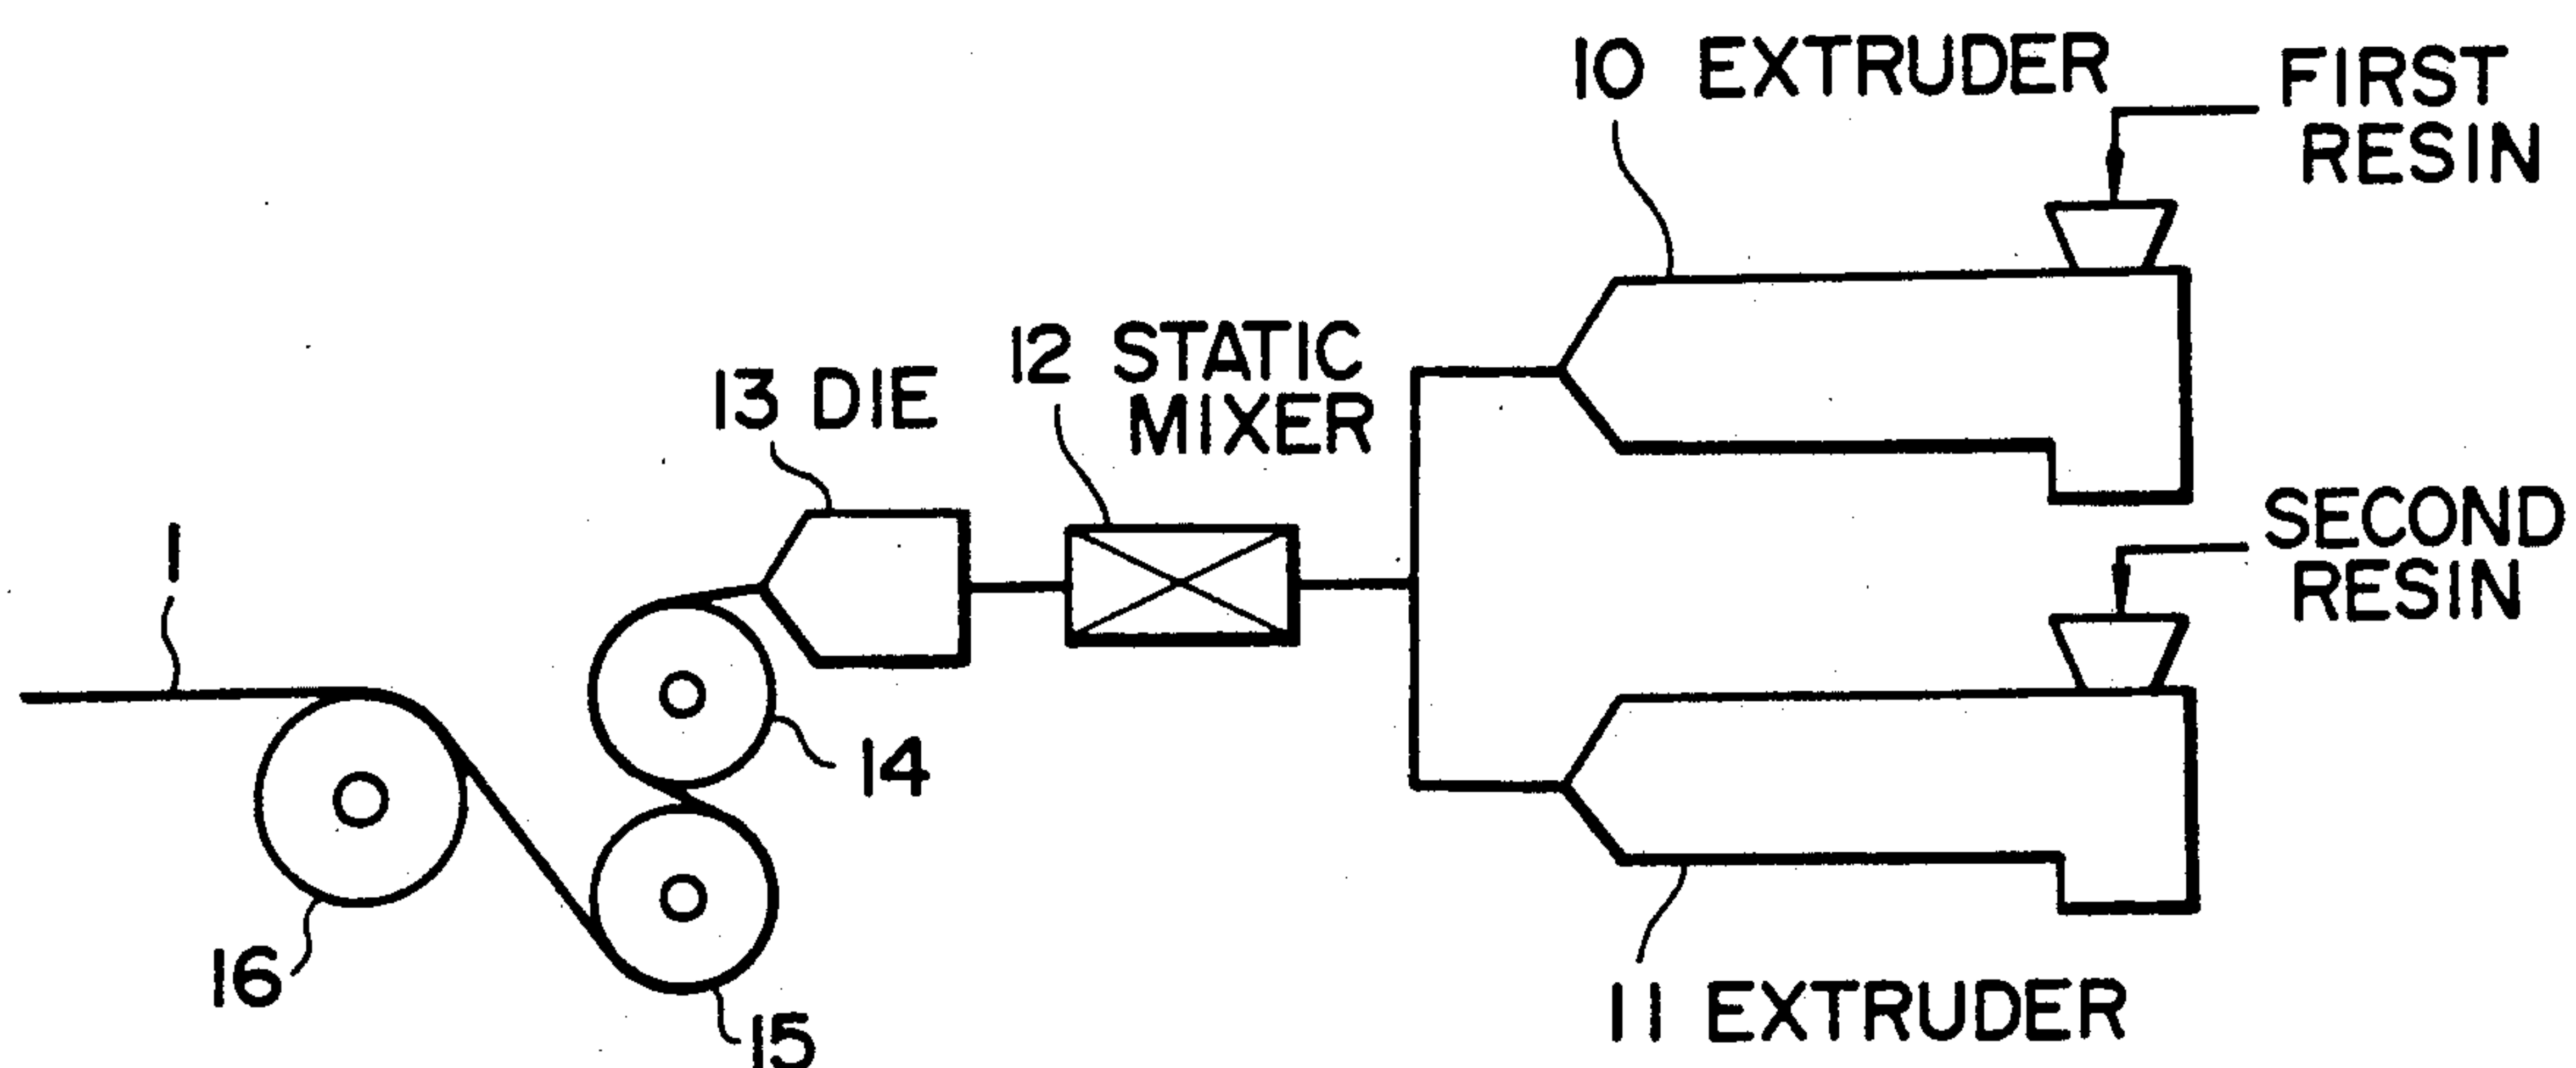 10 EXTRUDER
FIRST
RESIN
12 STATIC
MIXER
13 DIE
SECOND
RESIN
1
14
16
15
11 EXTRUDER